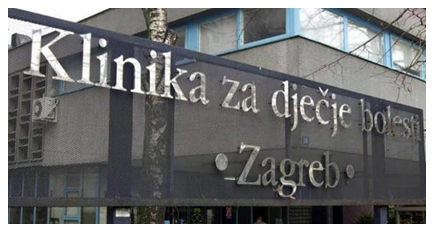 Klinika za dječje bolesti
• Zagreb •